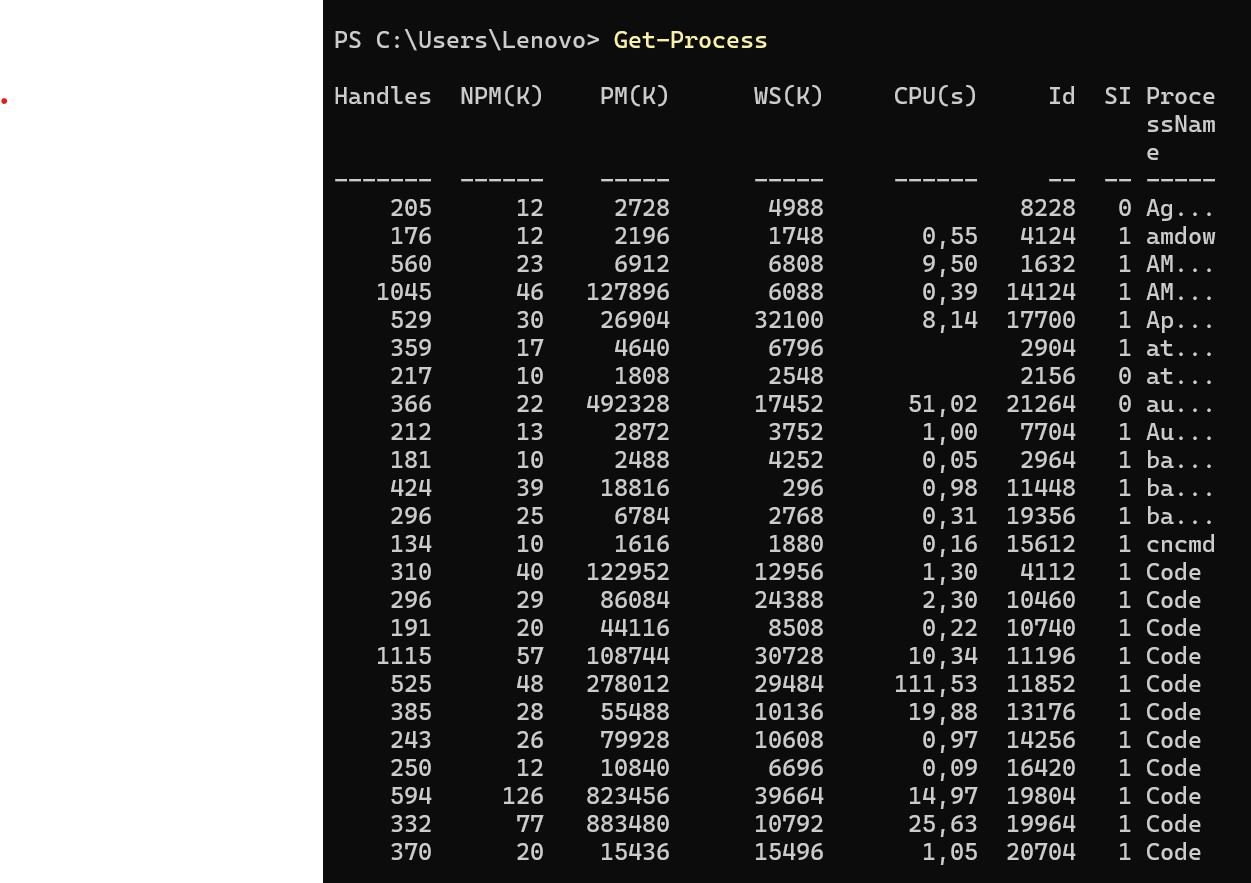 PS C:\Users\Lenovo> Get-Process
Handles NPM(K) PM(K) WS(K) CPU(s) Id SI Proce
ssNam
e
------- ------ ----- ----- ------ -- -- -----
205 12 2728 4988 8228 0 Ag...
176 12 2196 1748 0,55 4124 1 amdow
560 23 6912 6808 9,50 1632 1 AM...
1045 46 127896 6088 0,39 14124 1 AM...
529 30 26904 32100 8,14 17700 1 Ap...
359 17 4640 6796 2904 1 at...
217 10 1808 2548 2156 0 at...
366 22 492328 17452 51,02 21264 0 au...
212 13 2872 3752 1,00 7704 1 Au...
181 10 2488 4252 0,05 2964 1 ba...
424 39 18816 296 0,98 11448 1 ba...
296 25 6784 2768 0,31 19356 1 ba...
134 10 1616 1880 0,16 15612 1 cncmd
310 40 122952 12956 1,30 4112 1 Code
296 29 86084 24388 2,30 10460 1 Code
191 20 44116 8508 0,22 10740 1 Code
1115 57 108744 30728 10,34 11196 1 Code
525 48 278012 29484 111,53 11852 1 Code
385 28 55488 10136 19,88 13176 1 Code
243 26 79928 10608 0,97 14256 1 Code
250 12 10840 6696 0,09 16420 1 Code
594 126 823456 39664 14,97 19804 1 Code
332 77 883480 10792 25,63 19964 1 Code
370 20 15436 15496 1,05 20704 1 Code